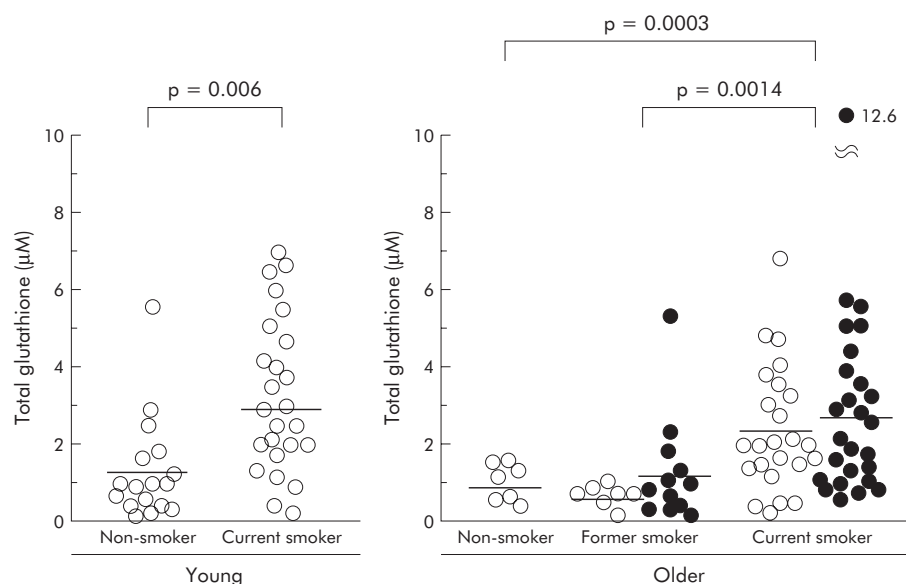 p = 0.0003
p = 0.006
p = 0.0014
12.6
10
8
6
4
2
0
Total glutathione (µM)
Non-smoker Current smoker
Young
10
8
6
4
2
0
Total glutathione (µM)
Non-smoker Former smoker Current smoker
Older